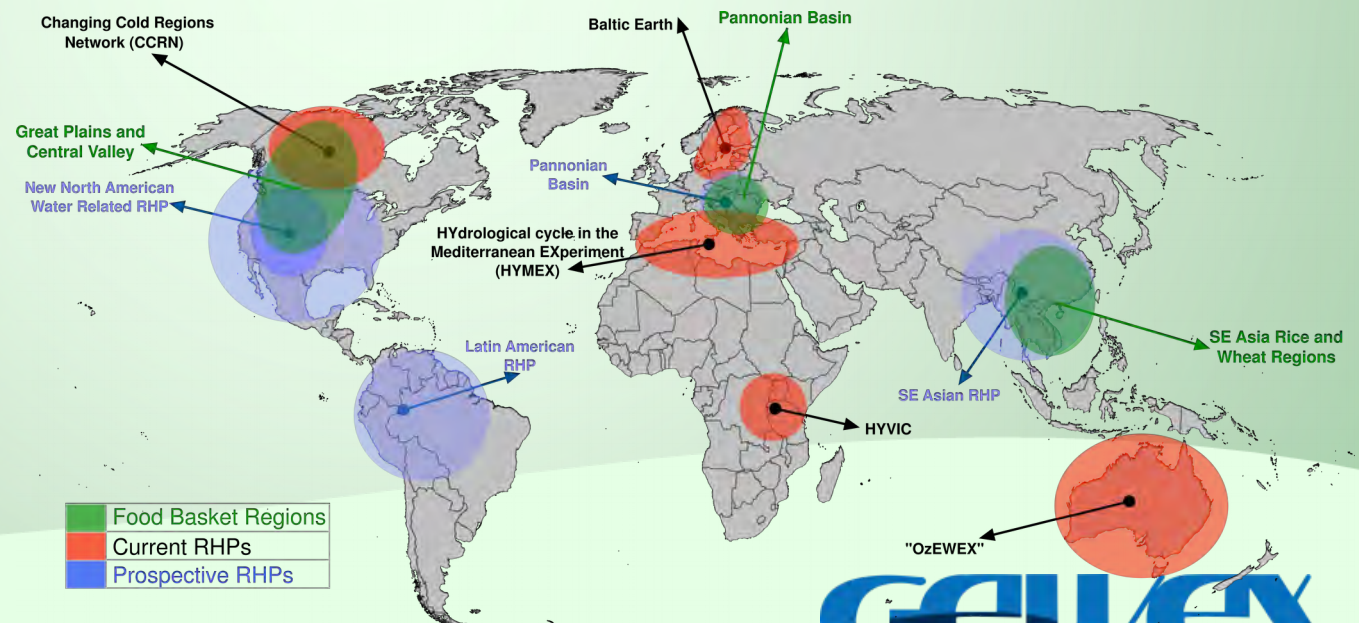 Changing Cold Regions
Network (CCRN)
Baltic Earth
Pannonian Basin
Great Plains and
Central Valley
New North American
Water Related RHP
Pannonian
Basin
HYdrological cycle in the
Mediterranean EXperiment
(HYMEX)
Latin American
RHP
SE Asia Rice and
Wheat Regions
SE Asian RHP
HYVIC
"OzEWEX"
Food Basket Regions
Current RHPs
Prospective RHPs
GEWEX